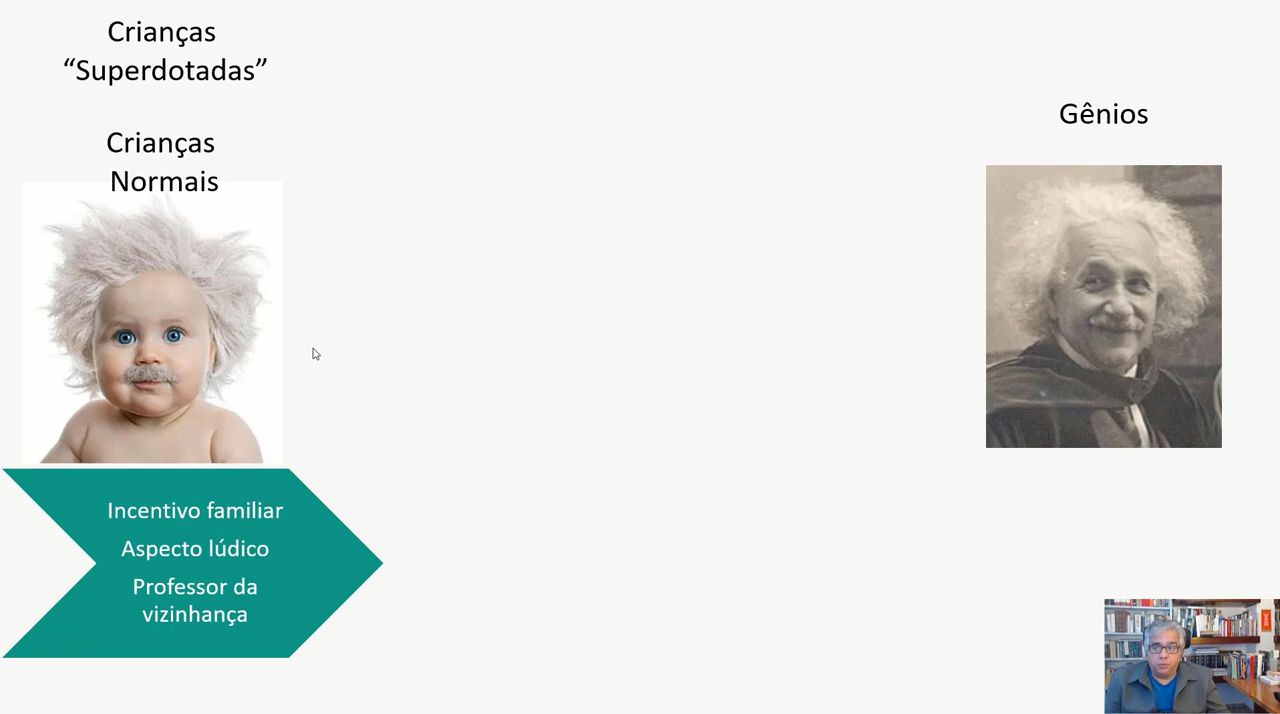 Crianças
“Superdotadas”
Crianças
Normais
Gênios
Incentivo familiar
Aspecto lúdico
Professor da
vizinhança